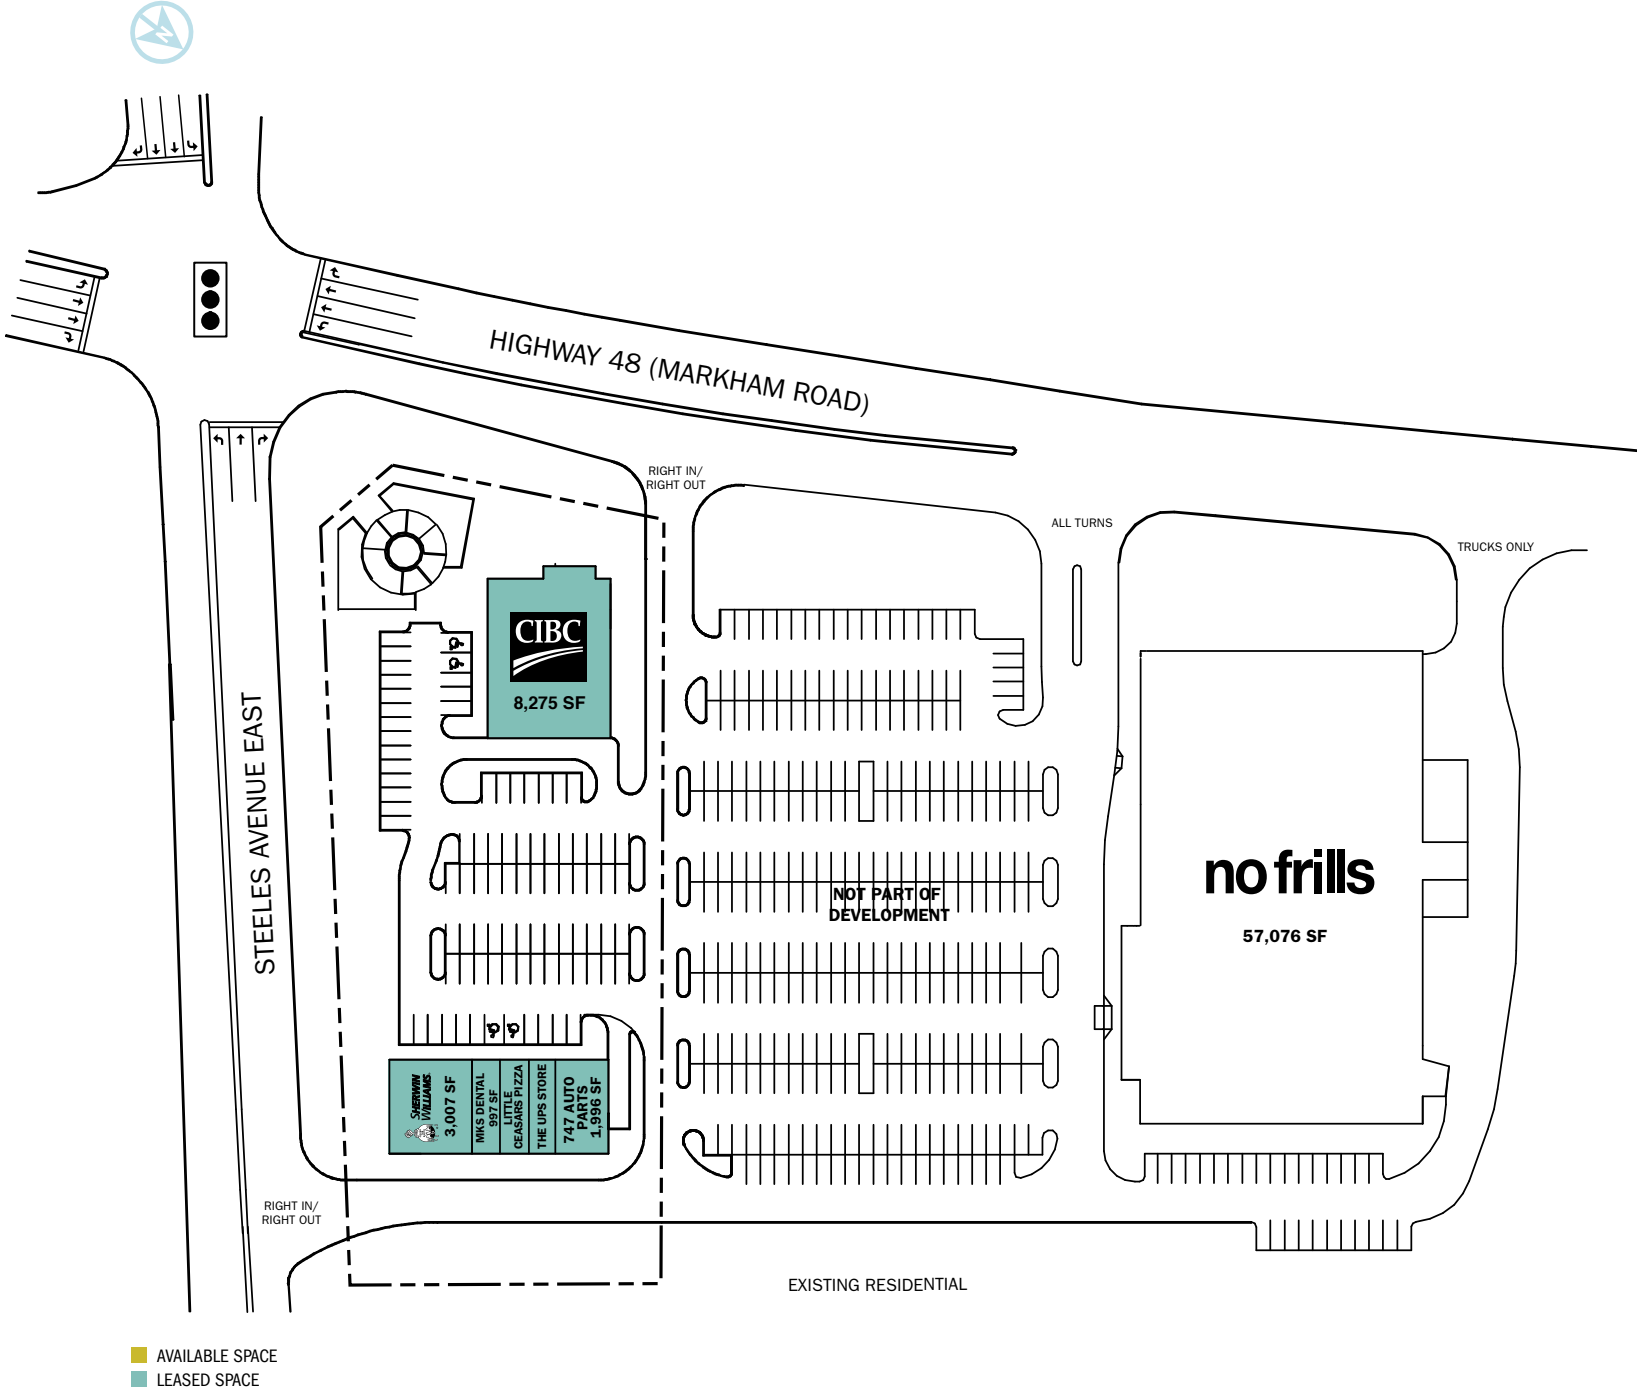 N
HIGHWAY 48 (MARKHAM ROAD)
RIGHT IN/
RIGHT OUT
ALL TURNS
TRUCKS ONLY
CIBC
8,275 SF
STEELES AVENUE EAST
NOT PART OF
DEVELOPMENT
no frills
57,076 SF
SHERWIN
WILLIAMS.
3,007 SF
MKS DENTAL
997 SF
LITTLE
CEASARS PIZZA
THE UPS STORE
747 AUTO
PARTS
1,996 SF
RIGHT IN/
RIGHT OUT
EXISTING RESIDENTIAL
AVAILABLE SPACE
LEASED SPACE